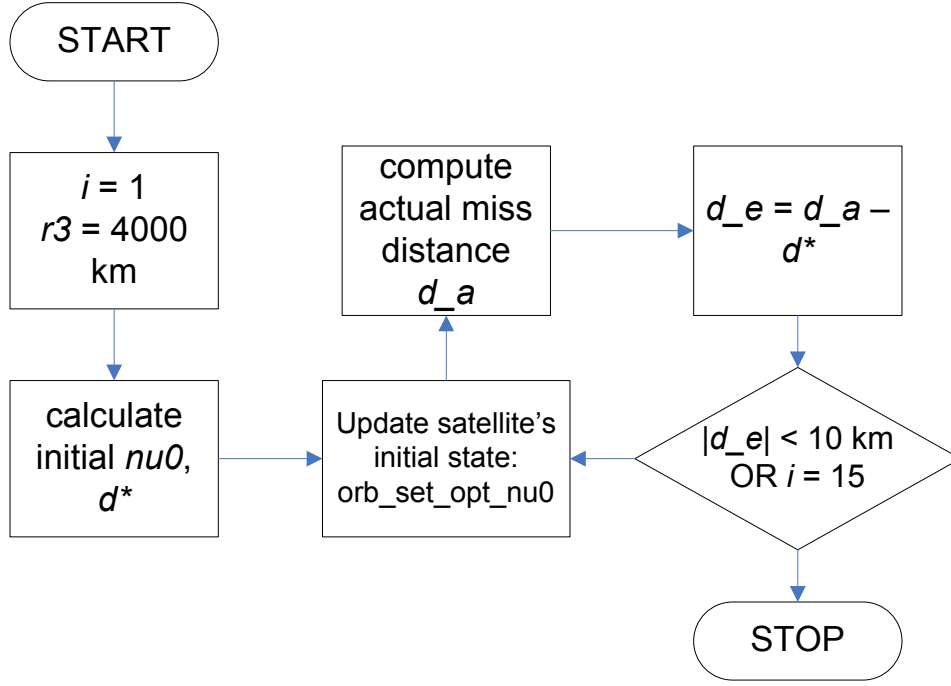 START
i = 1
r3 = 4000
km
calculate
initial nu0,
d*
Update satellite's
initial state:
orb_set_opt_nu0
compute
actual miss
distance
d_a
d_e = d_a –
d*
|d_e| < 10 km
OR i = 15
STOP